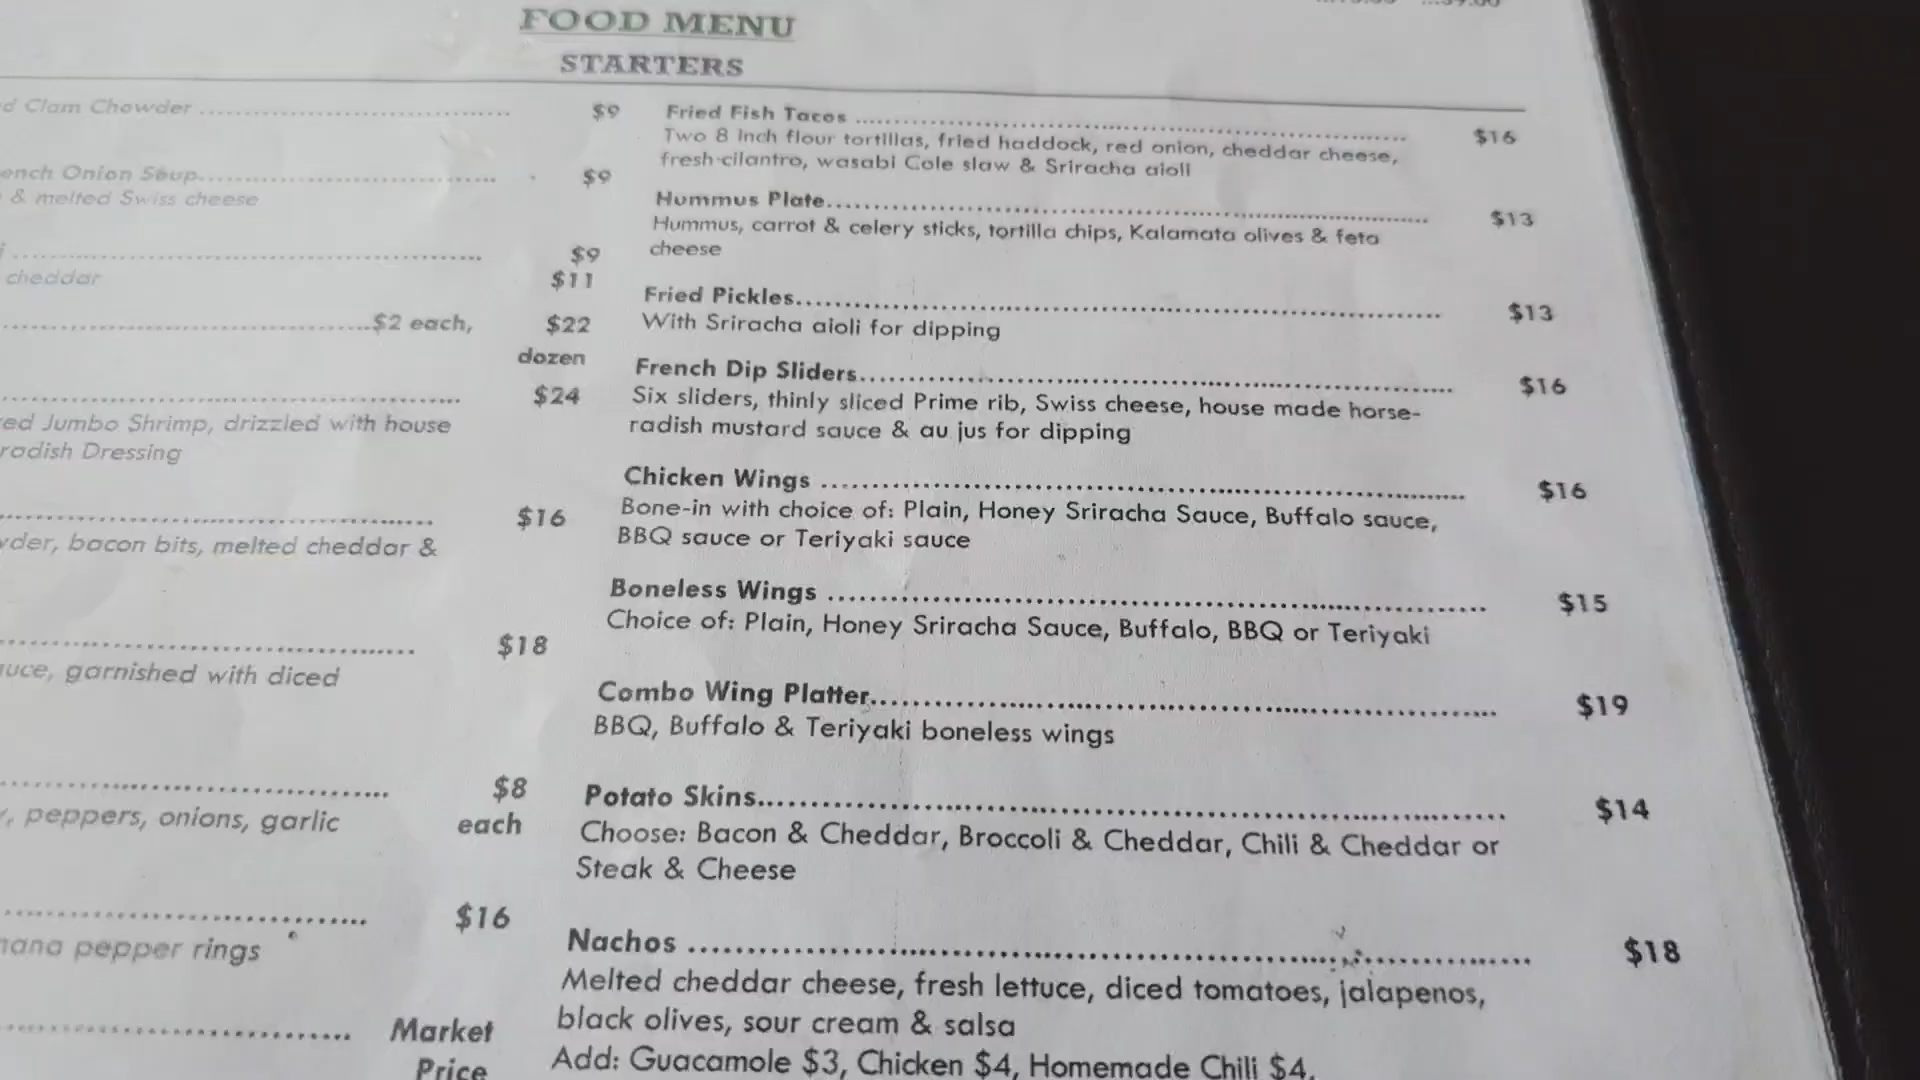 FOOD MENU
STARTERS
Clam Chowder .......... $9
Onion Soup.......... $9
& melted Swiss cheese
.......... $9
cheddar
$11
..........$2 each, $22
dozen
.......... $24
Jumbo Shrimp, drizzled with house
Dressing
.......... $16
bacon bits, melted cheddar &
.......... $18
garnished with diced
.......... $8
peppers, onions, garlic
each
.......... $16
pepper rings
.......... Market
Price
Fried Fish Tacos .......... $16
Two 8 inch flour tortillas, fried haddock, red onion, cheddar cheese,
fresh cilantro, wasabi Cole slaw & Sriracha aioli
Hummus Plate.......... $13
Hummus, carrot & celery sticks, tortilla chips, Kalamata olives & feta
cheese
Fried Pickles.......... $13
With Sriracha aioli for dipping
French Dip Sliders.......... $16
Six sliders, thinly sliced Prime rib, Swiss cheese, house made horse-
radish mustard sauce & au jus for dipping
Chicken Wings .......... $16
Bone-in with choice of: Plain, Honey Sriracha Sauce, Buffalo sauce,
BBQ sauce or Teriyaki sauce
Boneless Wings .......... $15
Choice of: Plain, Honey Sriracha Sauce, Buffalo, BBQ or Teriyaki
Combo Wing Platter.......... $19
BBQ, Buffalo & Teriyaki boneless wings
Potato Skins.......... $14
Choose: Bacon & Cheddar, Broccoli & Cheddar, Chili & Cheddar or
Steak & Cheese
Nachos .......... $18
Melted cheddar cheese, fresh lettuce, diced tomatoes, jalapenos,
black olives, sour cream & salsa
Add: Guacamole $3, Chicken $4, Homemade Chili $4,